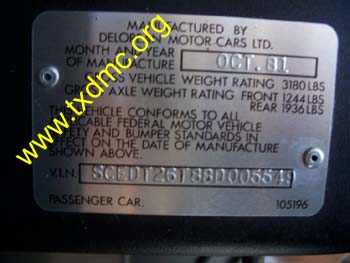 MANUFACTURED BY
DELOREAN MOTOR CARS LTD.
MONTH AND YEAR
OF MANUFACTURE OCT. 81
GROSS VEHICLE WEIGHT RATING 3180 LBS
GROSS AXLE WEIGHT RATING FRONT 1244 LBS
REAR 1936 LBS
THIS VEHICLE CONFORMS TO ALL
APPLICABLE FEDERAL MOTOR VEHICLE
SAFETY AND BUMPER STANDARDS IN
EFFECT ON THE DATE OF MANUFACTURE
SHOWN ABOVE.
V.I.N.
PASSENGER CAR. 105196
www.txdmc.org